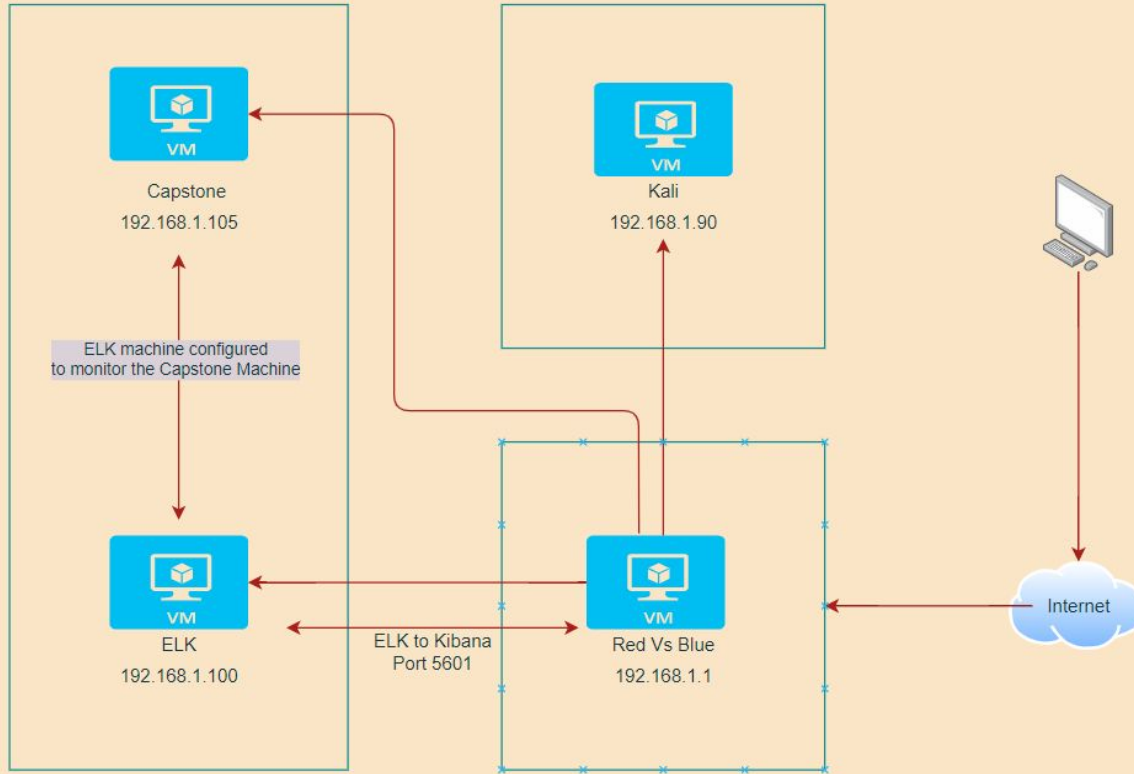 VM
Capstone
192.168.1.105
VM
Kali
192.168.1.90
ELK machine configured
to monitor the Capstone Machine
VM
ELK
192.168.1.100
ELK to Kibana
Port 5601
VM
Red Vs Blue
192.168.1.1
Internet